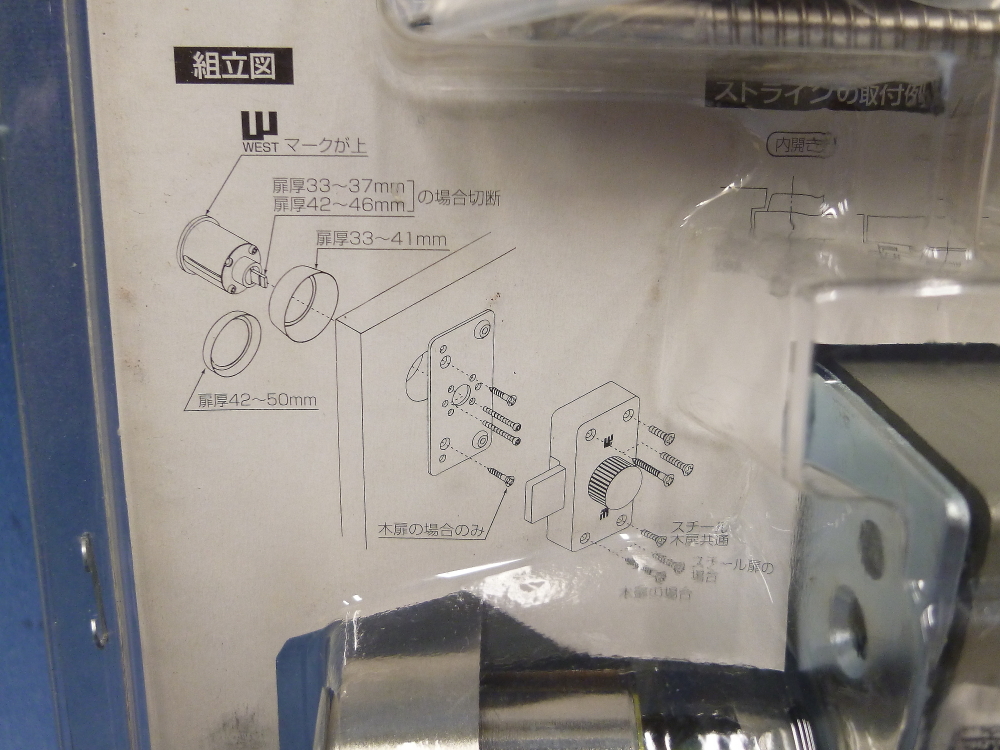 組立図
ストライクの取付例
WEST マークが上
内開き
扉厚33〜37mm
扉厚42〜46mm
の場合切断
扉厚33〜41mm
扉厚42〜50mm
木扉の場合のみ
スチール
木扉共通
スチール扉の
場合
木扉の場合